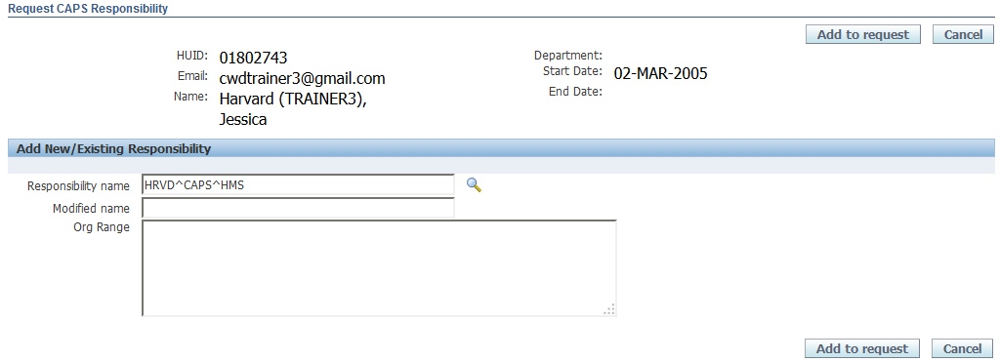 Request CAPS Responsibility
Add to request Cancel
HUID: 01802743
Email: cwdtrainer3@gmail.com
Name: Harvard (TRAINER3),
Jessica
Department:
Start Date: 02-MAR-2005
End Date:
Add New/Existing Responsibility
Responsibility name HRVD^CAPS^HMS
Modified name
Org Range
Add to request Cancel